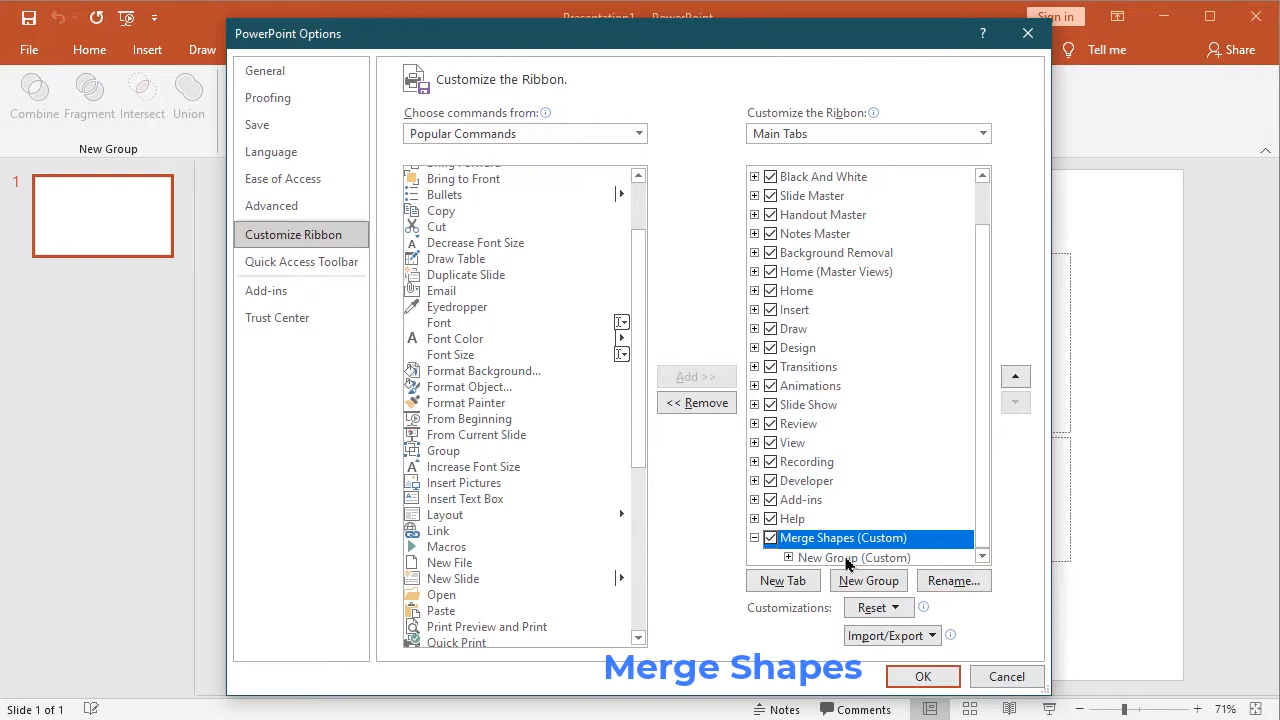 Presentation1 - PowerPoint
Sign in
File
Home
Insert
Draw
Tell me
Share
Combine
Fragment
Intersect
Union
New Group
1
PowerPoint Options
?
General
Proofing
Save
Language
Ease of Access
Advanced
Customize Ribbon
Quick Access Toolbar
Add-ins
Trust Center
Customize the Ribbon.
Choose commands from:
Popular Commands
Bring Forward
Bring to Front
Bullets
Copy
Cut
Decrease Font Size
Draw Table
Duplicate Slide
Email
Eyedropper
Font
Font Color
Font Size
Format Background...
Format Object...
Format Painter
From Beginning
From Current Slide
Group
Increase Font Size
Insert Pictures
Insert Text Box
Layout
Link
Macros
New File
New Slide
Open
Paste
Print Preview and Print
Quick Print
Add >>
<< Remove
Customize the Ribbon:
Main Tabs
Black And White
Slide Master
Handout Master
Notes Master
Background Removal
Home (Master Views)
Home
Insert
Draw
Design
Transitions
Animations
Slide Show
Review
View
Recording
Developer
Add-ins
Help
Merge Shapes (Custom)
New Group (Custom)
New Tab
New Group
Rename...
Customizations:
Reset
Import/Export
Merge Shapes
OK
Cancel
Slide 1 of 1
Notes
Comments
71%